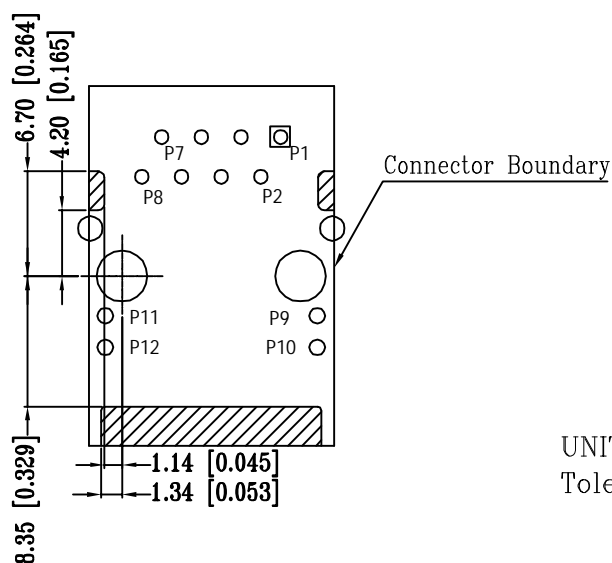 6.70 [0.264]
4.20 [0.165]
P7
P1
P8
P2
Connector Boundary
P11
P9
P12
P10
8.35 [0.329]
1.14 [0.045]
1.34 [0.053]